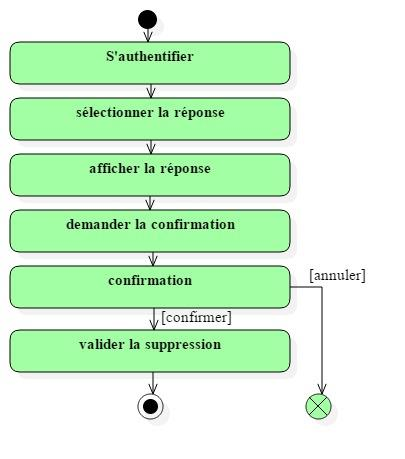 S'authentifier
sélectionner la réponse
afficher la réponse
demander la confirmation
confirmation
[annuler]
[confirmer]
valider la suppression